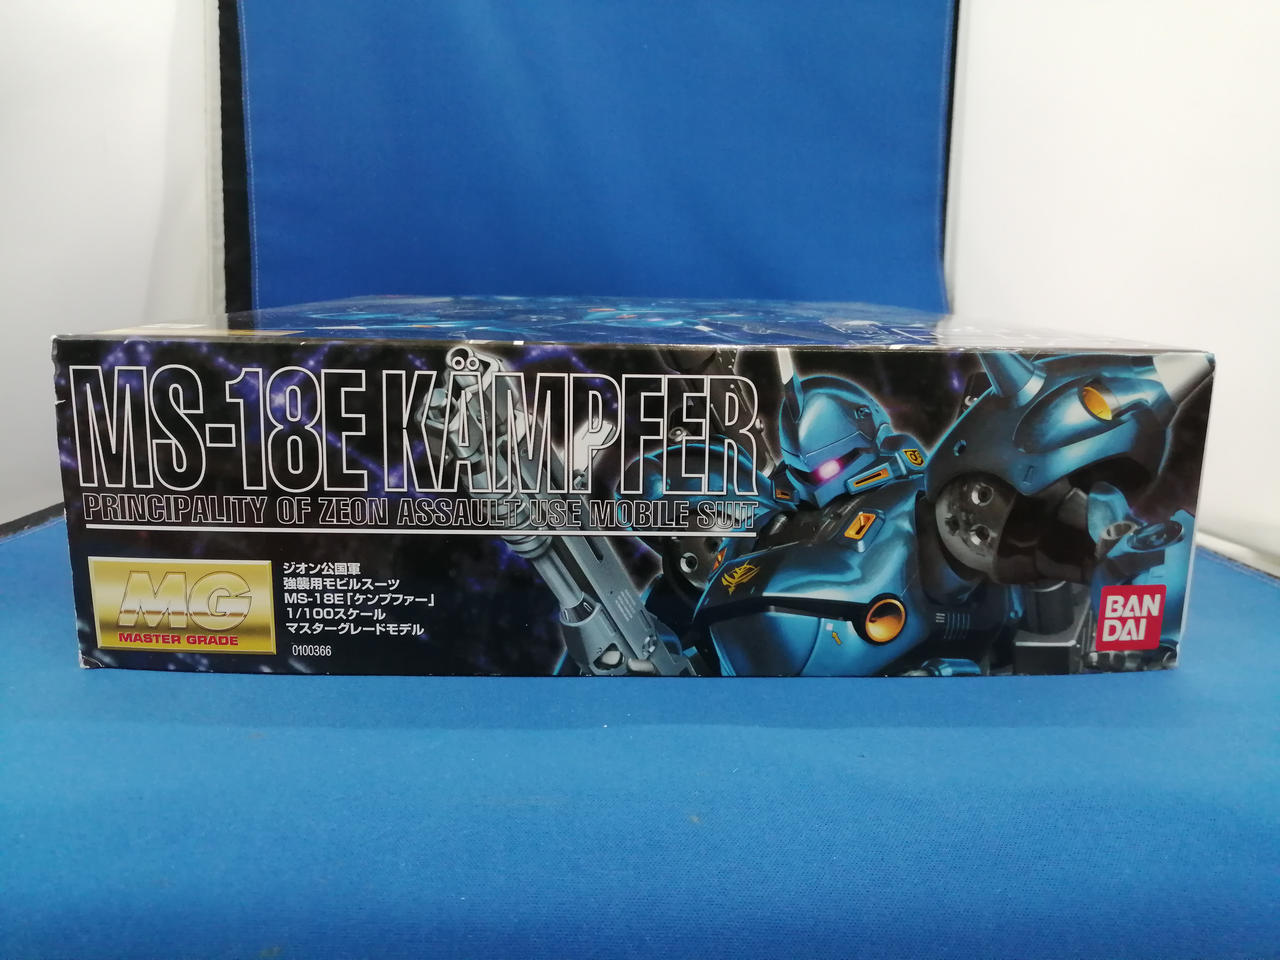 MS-18E KÄMPFER
PRINCIPALITY OF ZEON ASSAULT USE MOBILE SUIT
MG
MASTER GRADE
ジオン公国軍
強襲用モビルスーツ
MS-18E「ケンプファー」
1/100スケール
マスターグレードモデル
0100366
BAN
DAI